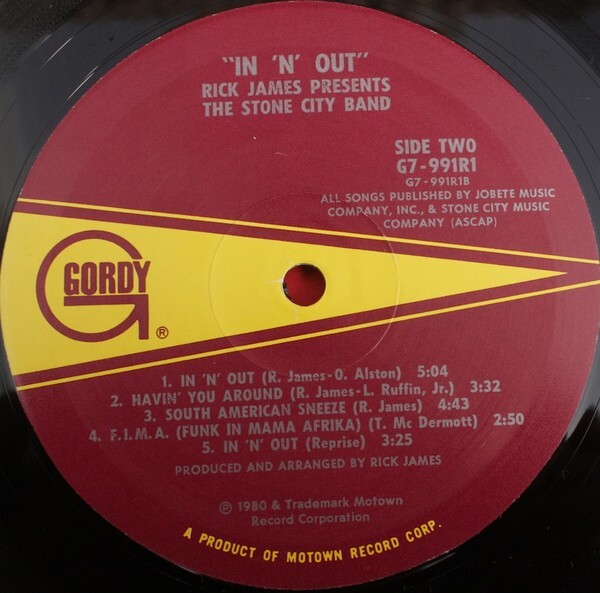 "IN 'N' OUT"
RICK JAMES PRESENTS
THE STONE CITY BAND
SIDE TWO
G7-991R1
G7-991R1B
ALL SONGS PUBLISHED BY JOBETE MUSIC
COMPANY, INC., & STONE CITY MUSIC
COMPANY (ASCAP)
GORDY
G
®
1. IN 'N' OUT (R. James-O. Alston) 5:04
2. HAVIN' YOU AROUND (R. James-L. Ruffin, Jr.) 3:32
3. SOUTH AMERICAN SNEEZE (R. James) 4:43
4. F.I.M.A. (FUNK IN MAMA AFRIKA) (T. Mc Dermott) 2:50
5. IN 'N' OUT (Reprise) 3:25
PRODUCED AND ARRANGED BY RICK JAMES
℗ 1980 & Trademark Motown
Record Corporation
A PRODUCT OF MOTOWN RECORD CORP.